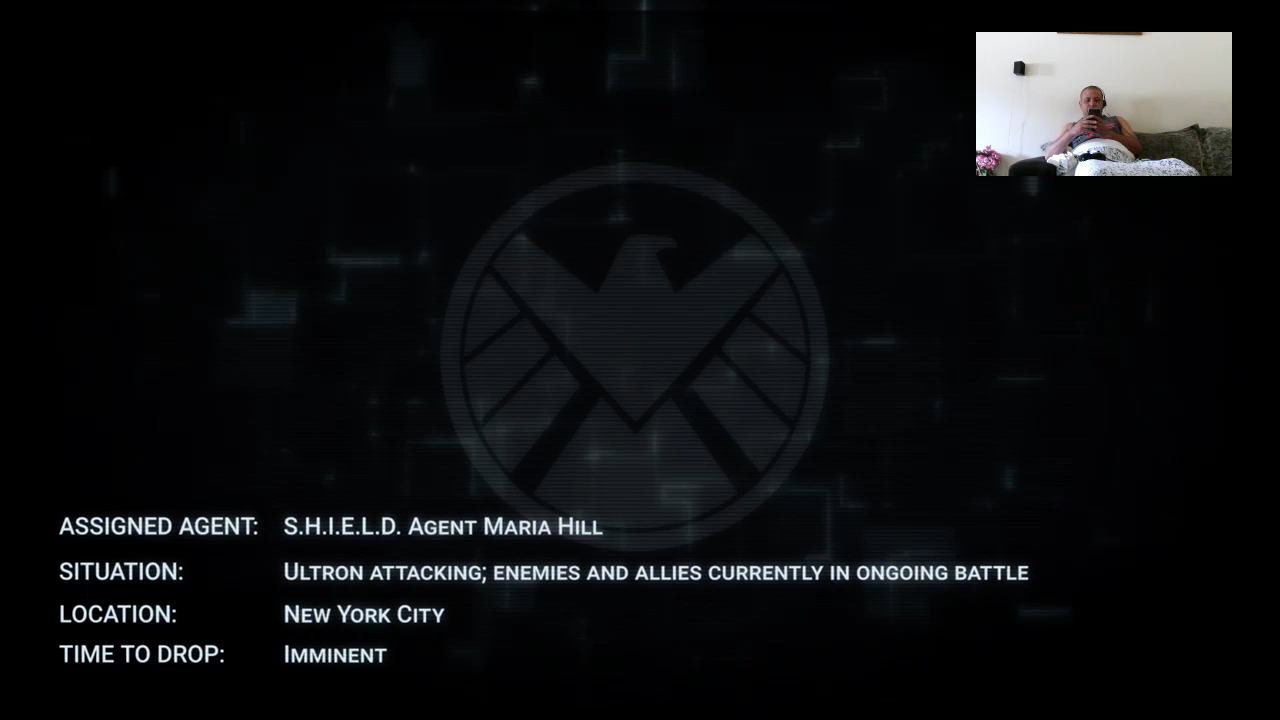 ASSIGNED AGENT: S.H.I.E.L.D. AGENT MARIA HILL
SITUATION: ULTRON ATTACKING; ENEMIES AND ALLIES CURRENTLY IN ONGOING BATTLE
LOCATION: NEW YORK CITY
TIME TO DROP: IMMINENT